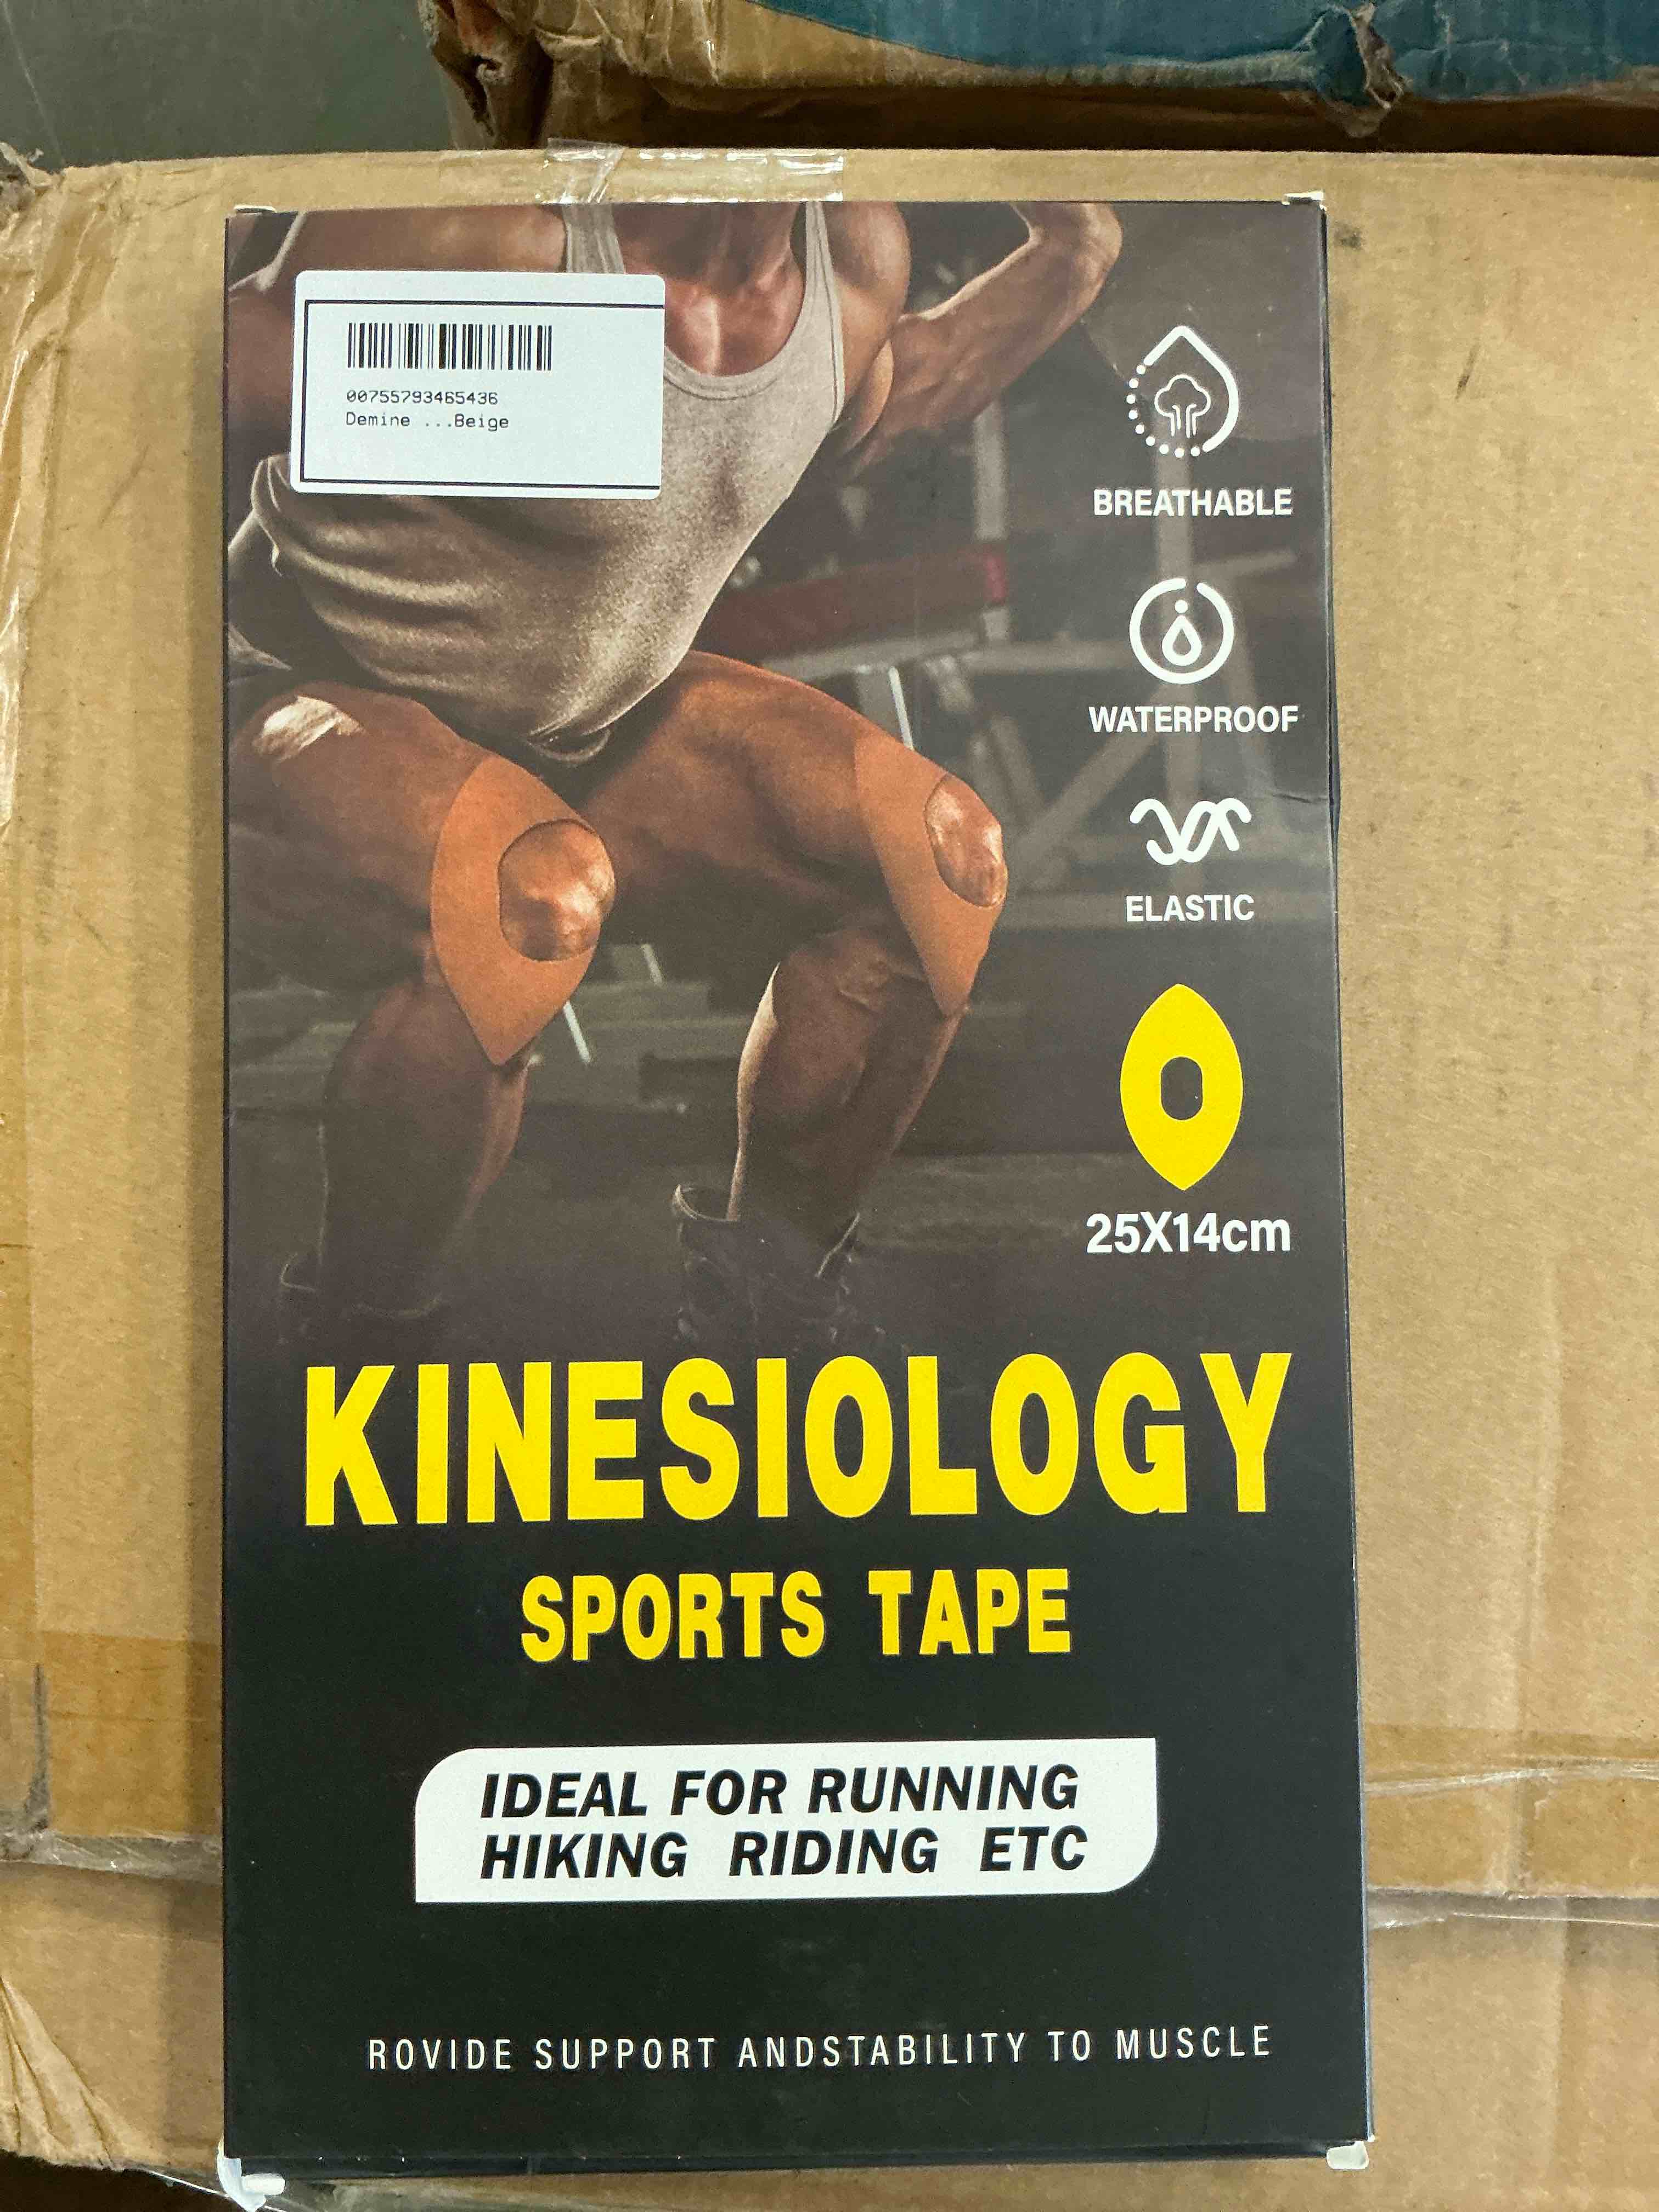 00755793465436
Demine ...Beige
BREATHABLE
WATERPROOF
ELASTIC
25X14cm
KINESIOLOGY
SPORTS TAPE
IDEAL FOR RUNNING
HIKING RIDING ETC
ROVIDE SUPPORT ANDSTABILITY TO MUSCLE